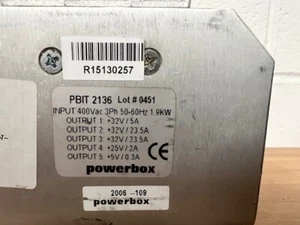 R15130257
PBIT 2136 Lot # 0451
INPUT 400Vac 3Ph 50-60Hz 1.9KW
OUTPUT 1: +32V/5A
OUTPUT 2: +32V/23.5A
OUTPUT 3: +32V/23.5A
OUTPUT 4: +25V/2A
OUTPUT 5: +5V/0.3A
powerbox
2006 -- 109